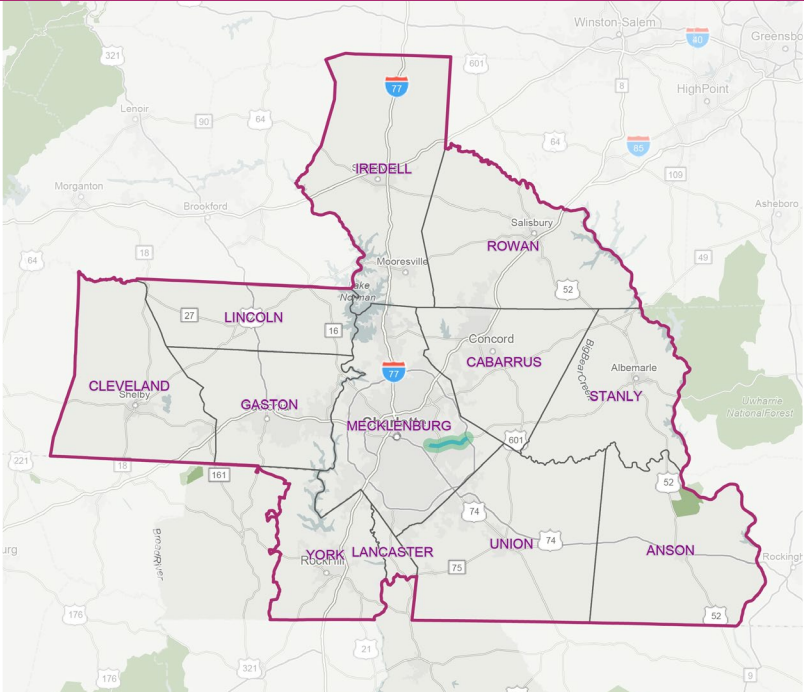 Winston-Salem
40
Greensbo
321
601
77
8
HighPoint
Lenoir
90
64
64
85
IREDELL
109
Morganton
Brookford
Salisbury
Asheboro
ROWAN
18
64
Mooresville
49
Lake
Norman
52
27
LINCOLN
16
Concord
CABARRUS
77
BigBearCreek
Albemarle
CLEVELAND
Shelby
STANLY
GASTON
Uwharrie
National Forest
MECKLENBURG
601
221
18
161
52
74
74
UNION
YORK
LANCASTER
ANSON
Rock Hill
75
Rockingh
urg
176
52
21
321
176
9